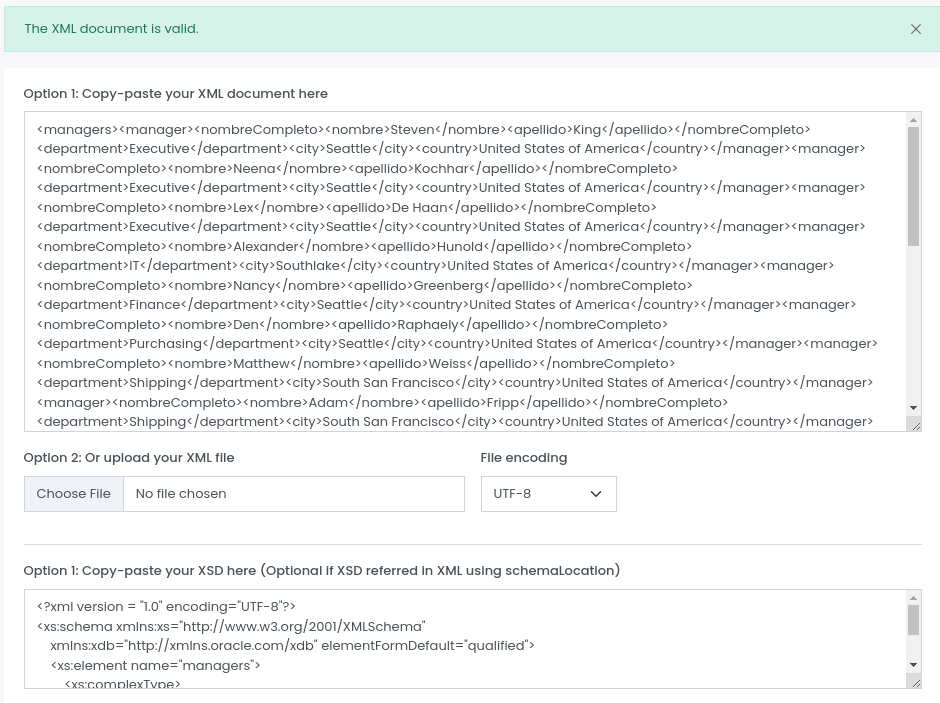 The XML document is valid.
Option 1: Copy-paste your XML document here
<managers><manager><nombreCompleto><nombre>Steven</nombre><apellido>King</apellido></nombreCompleto>
<department>Executive</department><city>Seattle</city><country>United States of America</country></manager><manager>
<nombreCompleto><nombre>Neena</nombre><apellido>Kochhar</apellido></nombreCompleto>
<department>Executive</department><city>Seattle</city><country>United States of America</country></manager><manager>
<nombreCompleto><nombre>Lex</nombre><apellido>De Haan</apellido></nombreCompleto>
<department>Executive</department><city>Seattle</city><country>United States of America</country></manager><manager>
<nombreCompleto><nombre>Alexander</nombre><apellido>Hunold</apellido></nombreCompleto>
<department>IT</department><city>Southlake</city><country>United States of America</country></manager><manager>
<nombreCompleto><nombre>Nancy</nombre><apellido>Greenberg</apellido></nombreCompleto>
<department>Finance</department><city>Seattle</city><country>United States of America</country></manager><manager>
<nombreCompleto><nombre>Den</nombre><apellido>Raphaely</apellido></nombreCompleto>
<department>Purchasing</department><city>Seattle</city><country>United States of America</country></manager><manager>
<nombreCompleto><nombre>Matthew</nombre><apellido>Weiss</apellido></nombreCompleto>
<department>Shipping</department><city>South San Francisco</city><country>United States of America</country></manager>
<manager><nombreCompleto><nombre>Adam</nombre><apellido>Fripp</apellido></nombreCompleto>
<department>Shipping</department><city>South San Francisco</city><country>United States of America</country></manager>
Option 2: Or upload your XML file
File encoding
Choose File No file chosen
UTF-8
Option 1: Copy-paste your XSD here (Optional if XSD referred in XML using schemaLocation)
<?xml version = "1.0" encoding="UTF-8"?>
<xs:schema xmlns:xs="http://www.w3.org/2001/XMLSchema"
xmlns:xdb="http://xmlns.oracle.com/xdb" elementFormDefault="qualified">
<xs:element name="managers">
<xs:complexType>